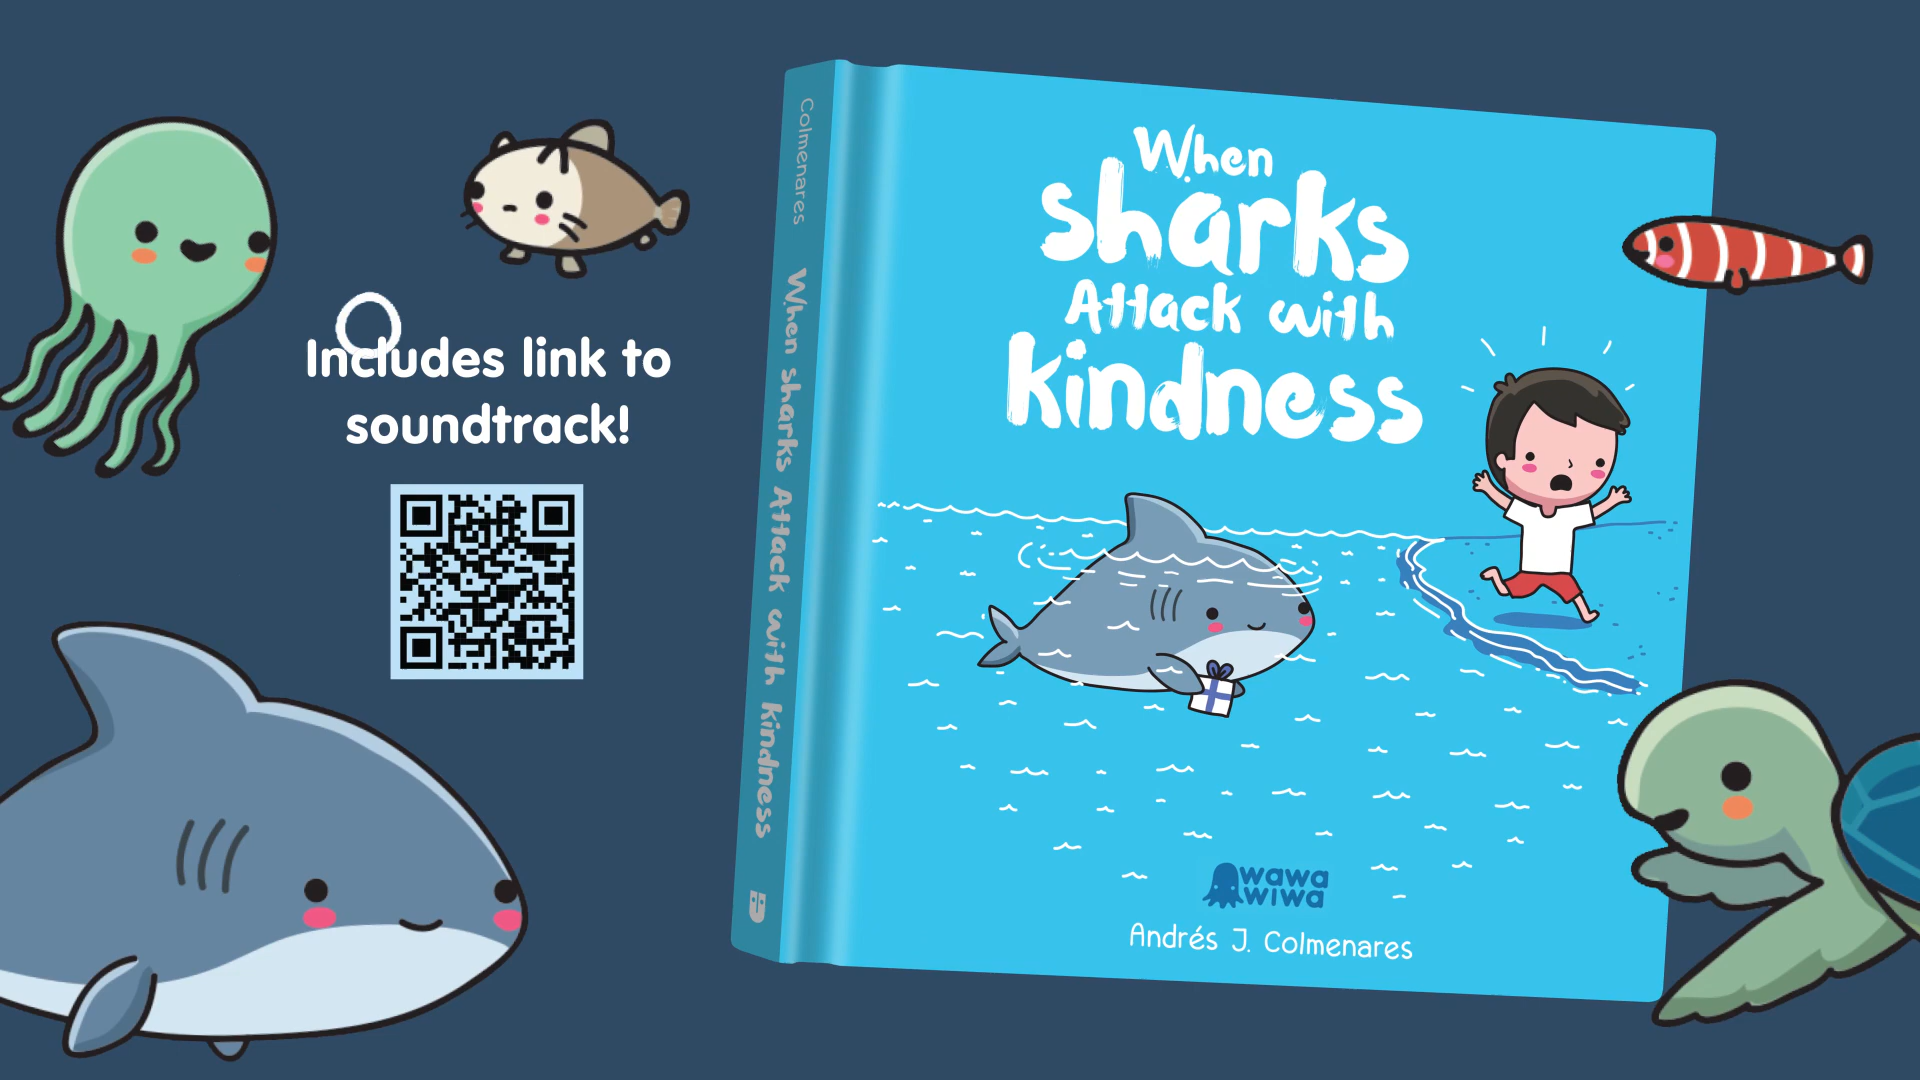 Includes link to
soundtrack!
Colmenares
When sharks Attack with kindness
When
sharks
Attack with
kindness
wawa
wiwa
Andrés J. Colmenares